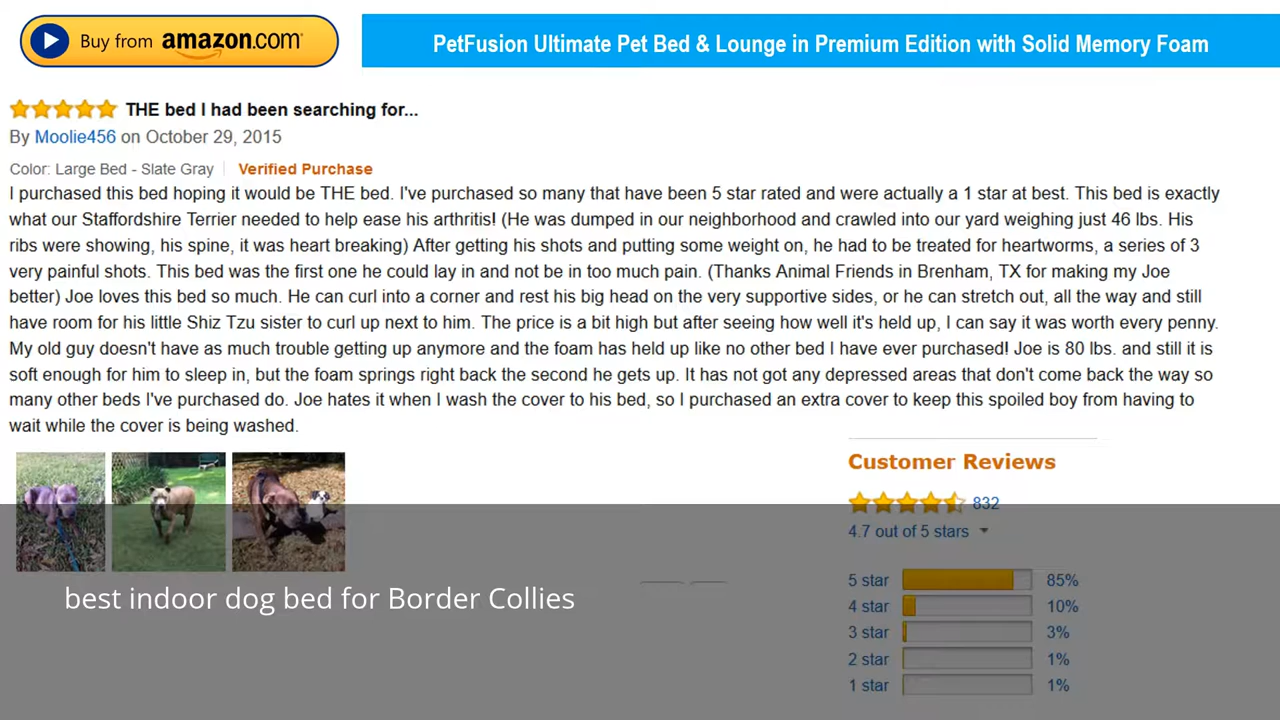 Buy from amazon.com
PetFusion Ultimate Pet Bed & Lounge in Premium Edition with Solid Memory Foam
THE bed I had been searching for...
By Moolie456 on October 29, 2015
Color: Large Bed - Slate Gray | Verified Purchase
I purchased this bed hoping it would be THE bed. I've purchased so many that have been 5 star rated and were actually a 1 star at best. This bed is exactly
what our Staffordshire Terrier needed to help ease his arthritis! (He was dumped in our neighborhood and crawled into our yard weighing just 46 lbs. His
ribs were showing, his spine, it was heart breaking) After getting his shots and putting some weight on, he had to be treated for heartworms, a series of 3
very painful shots. This bed was the first one he could lay in and not be in too much pain. (Thanks Animal Friends in Brenham, TX for making my Joe
better) Joe loves this bed so much. He can curl into a corner and rest his big head on the very supportive sides, or he can stretch out, all the way and still
have room for his little Shiz Tzu sister to curl up next to him. The price is a bit high but after seeing how well it's held up, I can say it was worth every penny.
My old guy doesn't have as much trouble getting up anymore and the foam has held up like no other bed I have ever purchased! Joe is 80 lbs. and still it is
soft enough for him to sleep in, but the foam springs right back the second he gets up. It has not got any depressed areas that don't come back the way so
many other beds I've purchased do. Joe hates it when I wash the cover to his bed, so I purchased an extra cover to keep this spoiled boy from having to
wait while the cover is being washed.
Customer Reviews
832
4.7 out of 5 stars
5 star 85%
4 star 10%
3 star 3%
2 star 1%
1 star 1%
best indoor dog bed for Border Collies